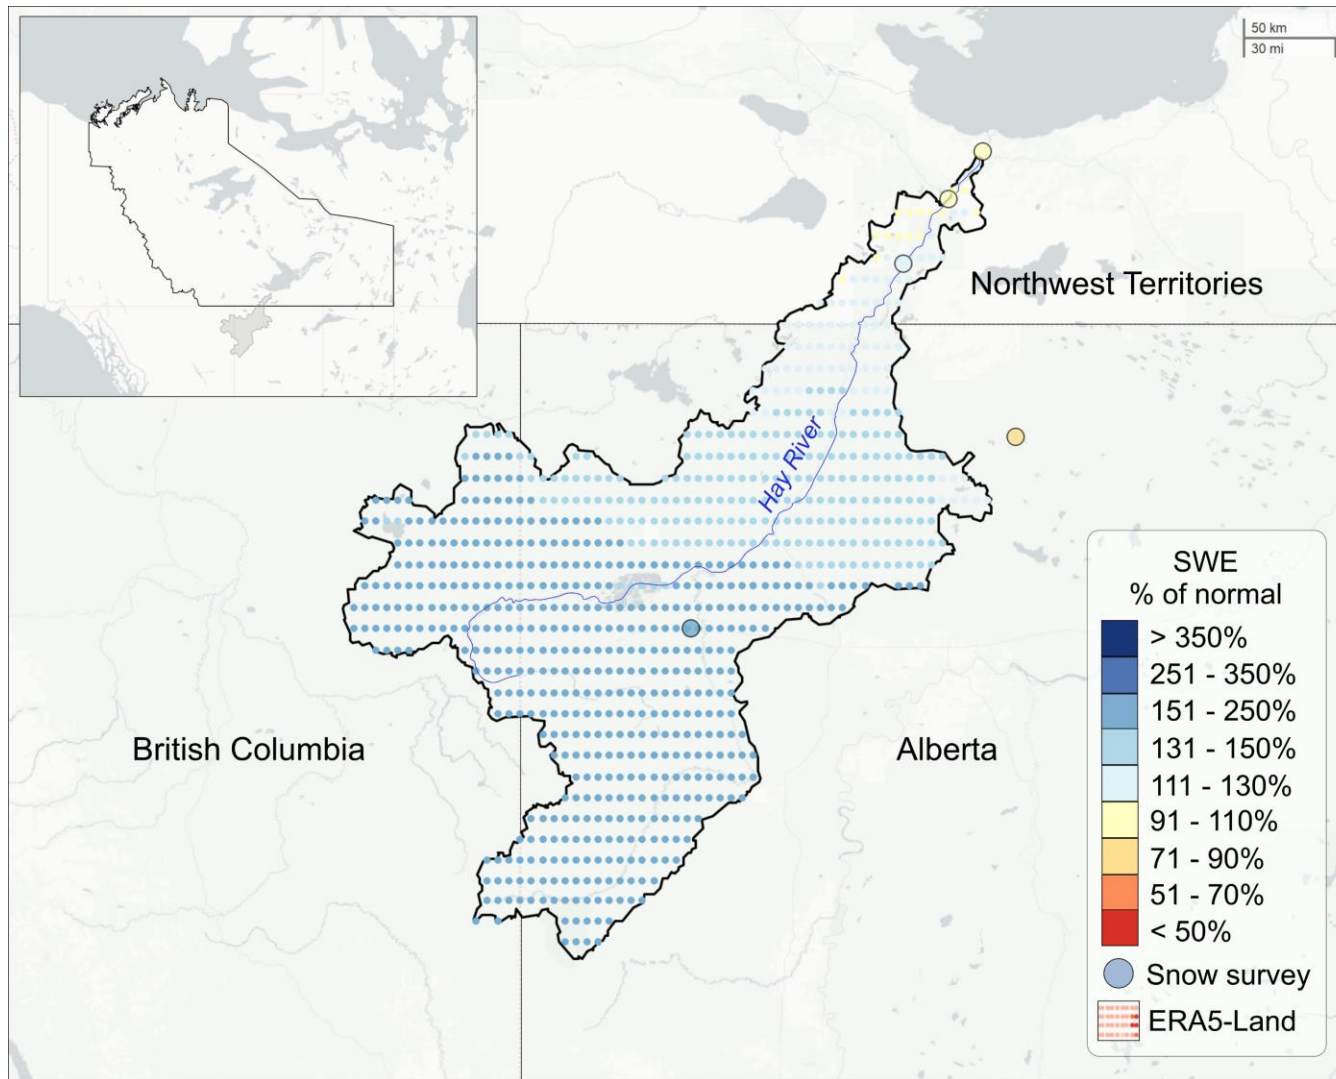 50 km
30 mi
Northwest Territories
Hay River
British Columbia
Alberta
SWE
% of normal
> 350%
251 - 350%
151 - 250%
131 - 150%
111 - 130%
91 - 110%
71 - 90%
51 - 70%
< 50%
Snow survey
ERA5-Land